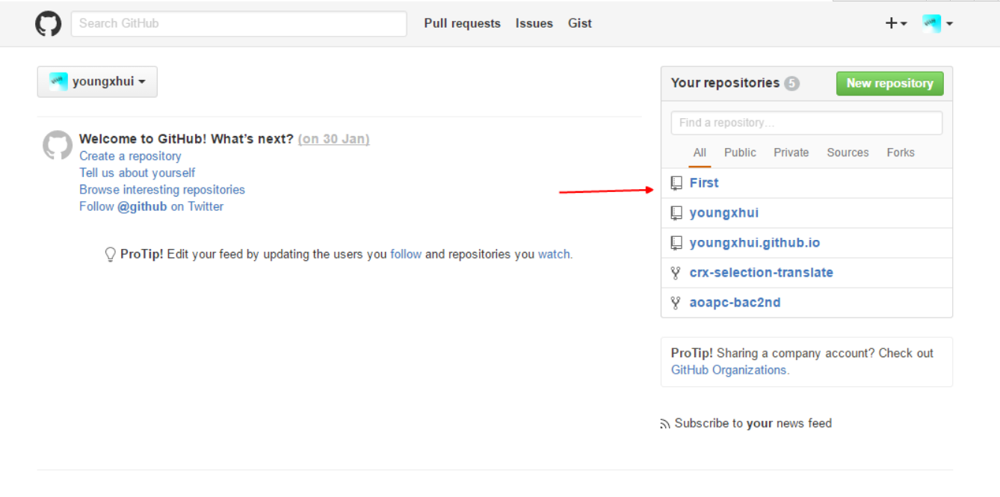 Search GitHub
Pull requests Issues Gist
youngxhui
Welcome to GitHub! What's next? (on 30 Jan)
Create a repository
Tell us about yourself
Browse interesting repositories
Follow @github on Twitter
ProTip! Edit your feed by updating the users you follow and repositories you watch.
Your repositories 5
New repository
Find a repository…
All Public Private Sources Forks
First
youngxhui
youngxhui.github.io
crx-selection-translate
aoapc-bac2nd
ProTip! Sharing a company account? Check out
GitHub Organizations.
Subscribe to your news feed